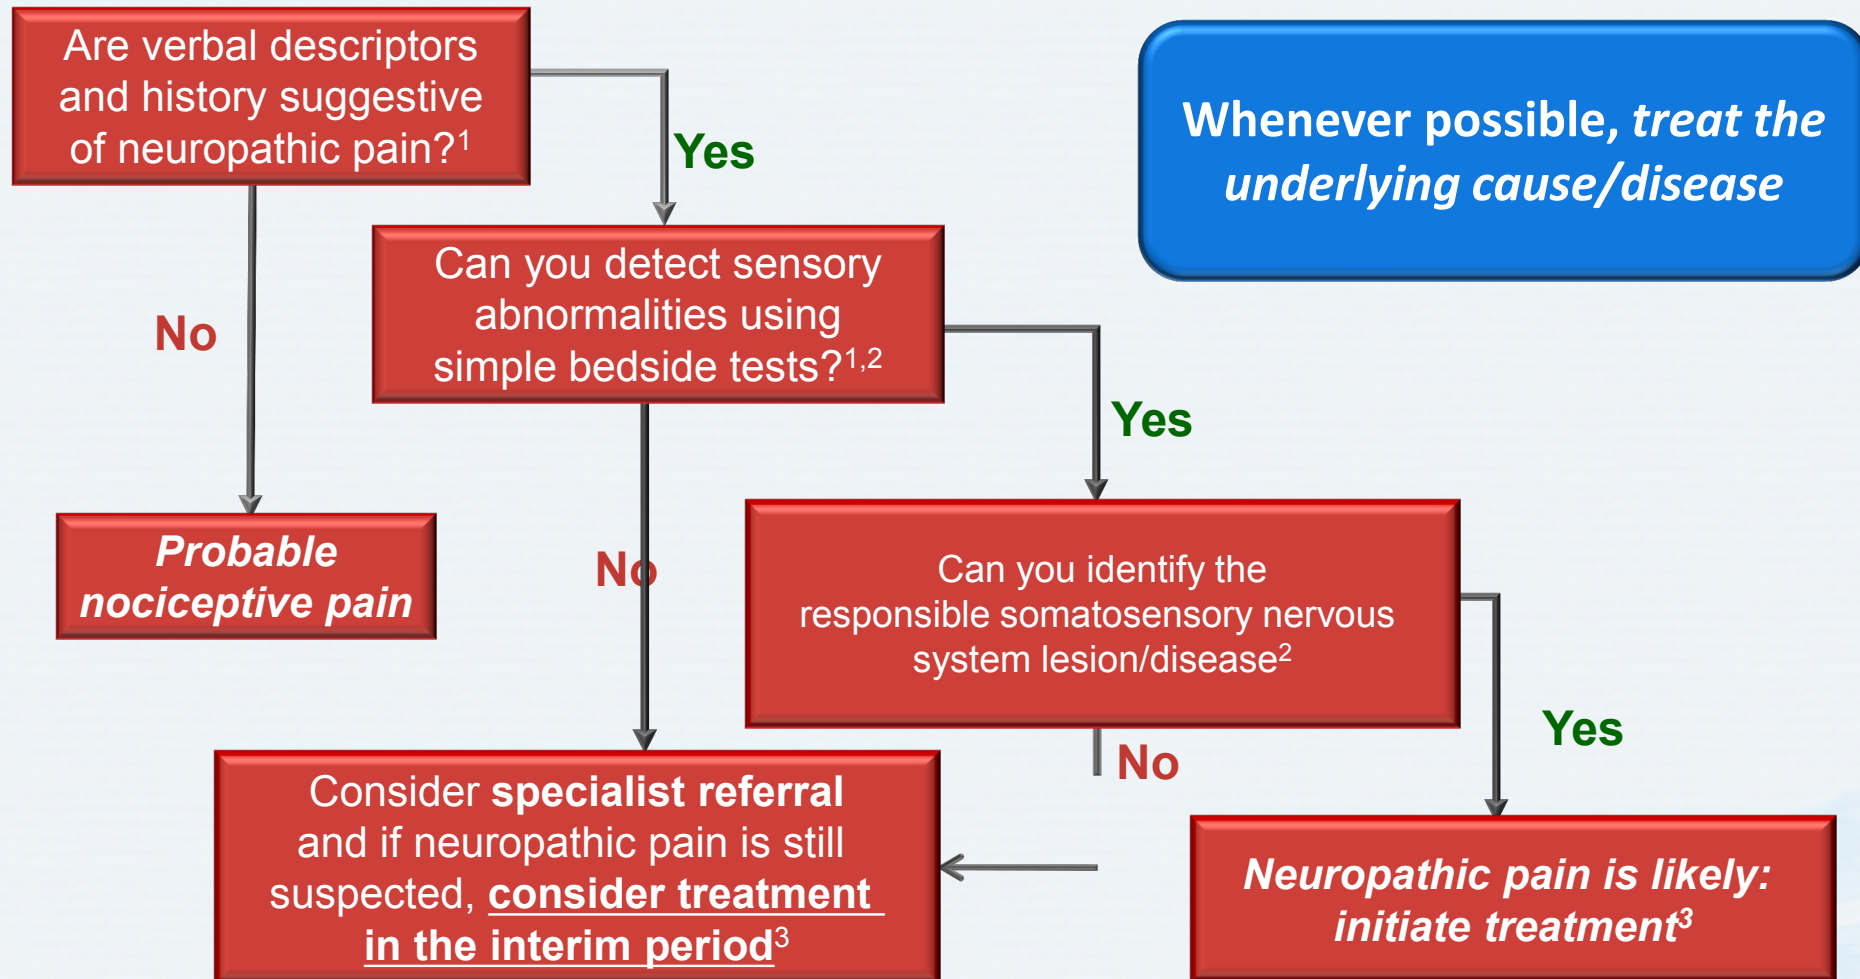 Are verbal descriptors
and history suggestive
of neuropathic pain?¹
Yes
Whenever possible, treat the
underlying cause/disease
Can you detect sensory
abnormalities using
simple bedside tests?¹,²
No
Yes
Probable
nociceptive pain
No
Can you identify the
responsible somatosensory nervous
system lesion/disease²
Yes
No
Consider specialist referral
and if neuropathic pain is still
suspected, consider treatment
in the interim period³
Neuropathic pain is likely:
initiate treatment³